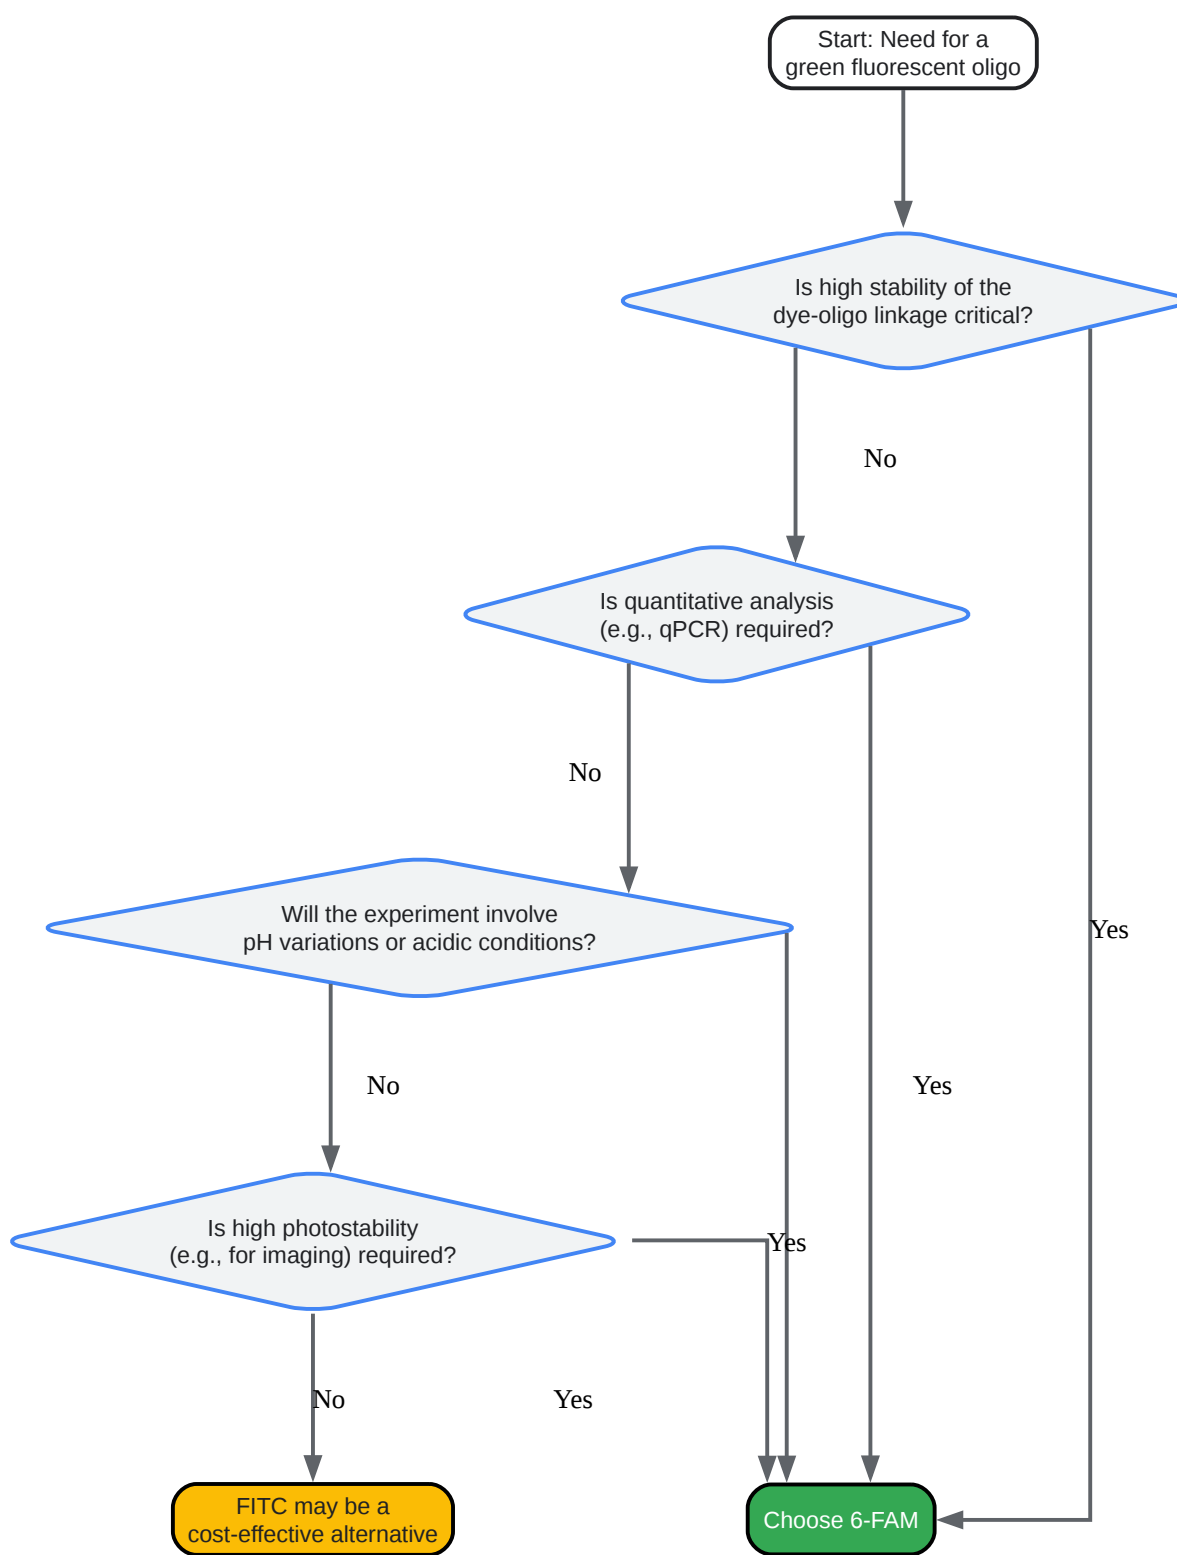 Start: Need for a
green fluorescent oligo
Is high stability of the
dye-oligo linkage critical?
No
Is quantitative analysis
(e.g., qPCR) required?
No
Will the experiment involve
pH variations or acidic conditions?
Yes
No
Yes
Is high photostability
(e.g., for imaging) required?
Yes
No
Yes
FITC may be a
cost-effective alternative
Choose 6-FAM